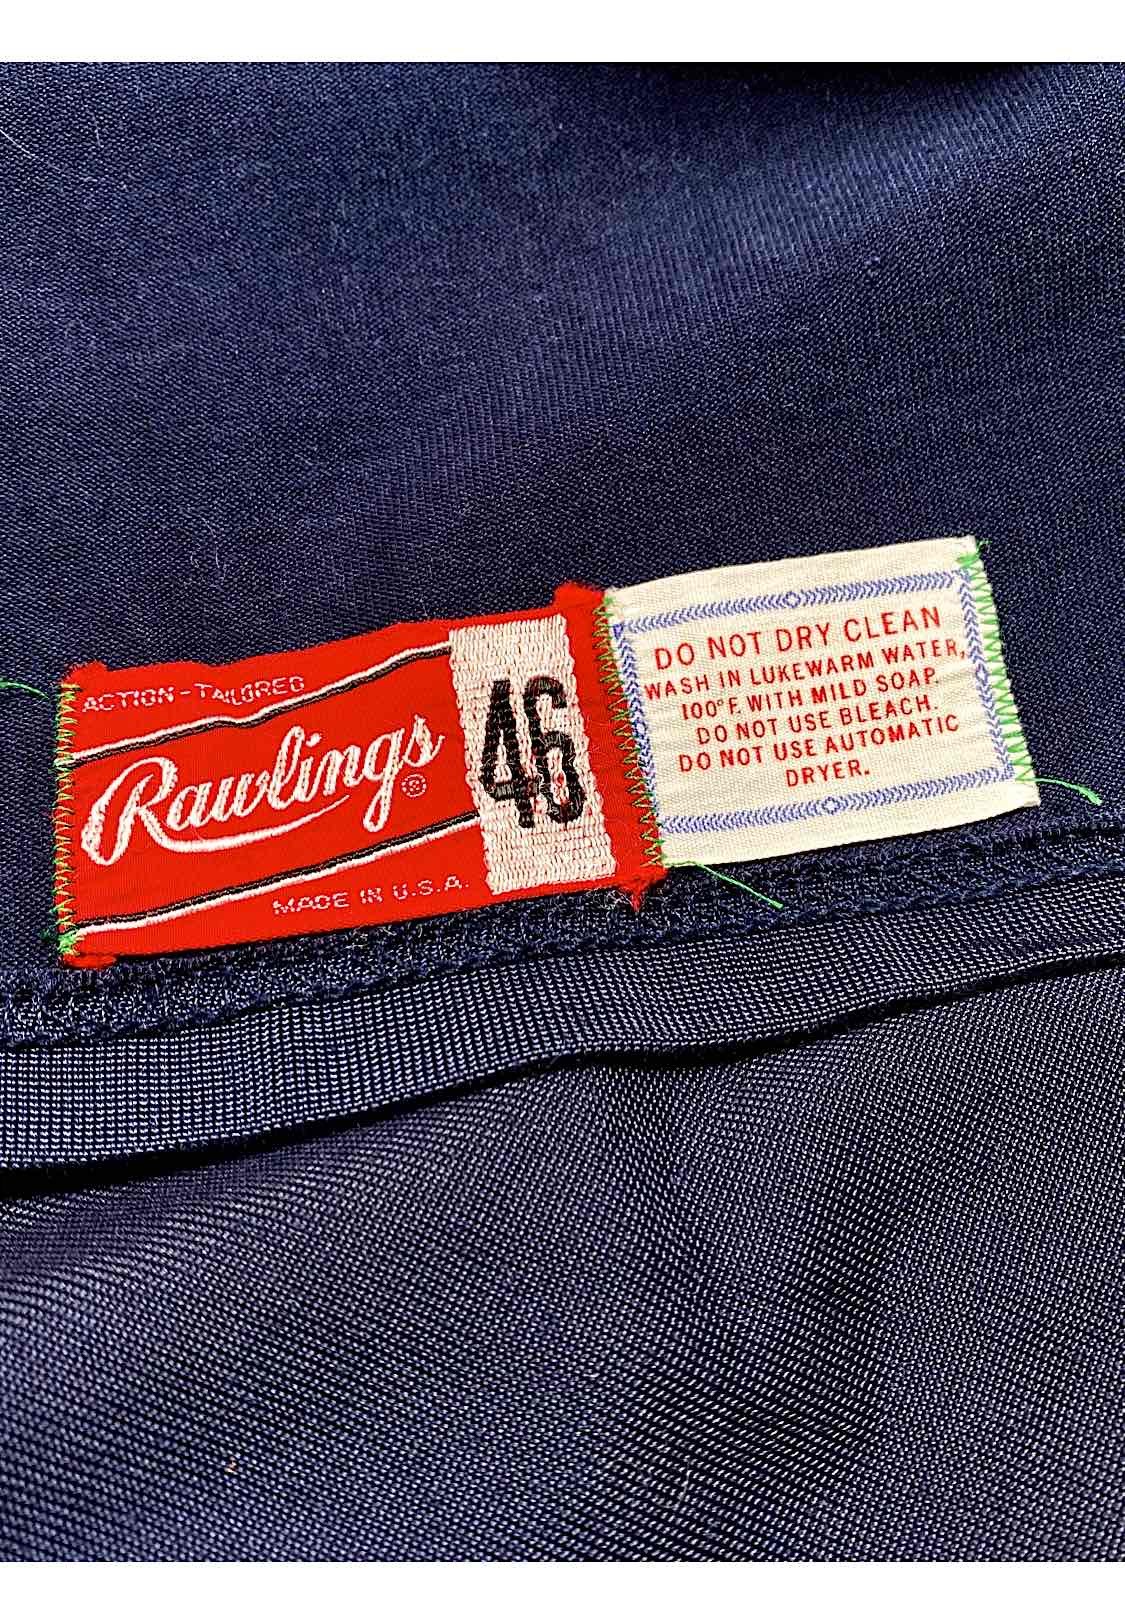 ACTION-TAILORED
Rawlings®
46
MADE IN U.S.A.
DO NOT DRY CLEAN
WASH IN LUKEWARM WATER,
100°F. WITH MILD SOAP.
DO NOT USE BLEACH.
DO NOT USE AUTOMATIC
DRYER.